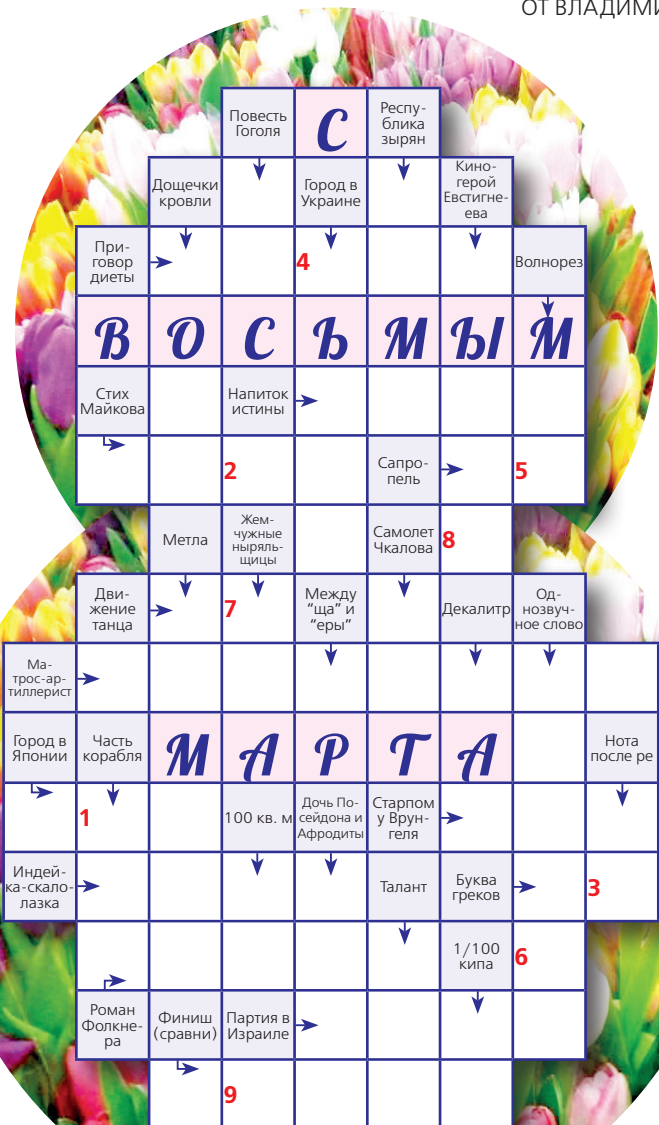 ОТ ВЛАДИМИ
Повесть
Гоголя
С
Респу-
блика
зырян
Дощечки
кровли
Город в
Украине
Кино-
герой
Евстигне-
ева
При-
говор
диеты
4
Волнорез
В О С Ь М Ы М
Стих
Майкова
Напиток
истины
2
Сапро-
пель
5
Метла
Жем-
чужные
ныряль-
щицы
Самолет
Чкалова
8
Дви-
жение
танца
7
Между
"ща" и
"еры"
Декалитр
Од-
нозвуч-
ное слово
Ма-
трос-ар-
тиллерист
Город в
Японии
Часть
корабля
М А Р Т А
Нота
после ре
1
100 кв. м
Дочь По-
сейдона и
Афродиты
Старпом
у Врун-
геля
Индей-
ка-скало-
лазка
Талант
Буква
греков
3
1/100
кипа
6
Роман
Фолкне-
ра
Финиш
(сравни)
Партия в
Израиле
9